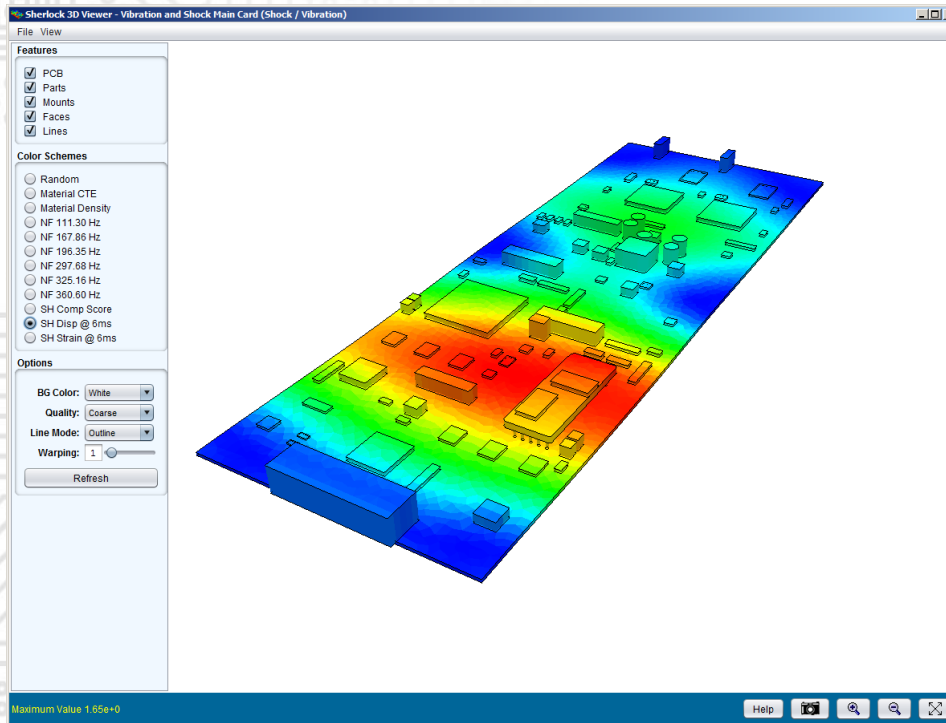 Sherlock 3D Viewer - Vibration and Shock Main Card (Shock / Vibration)
File View
Features
PCB
Parts
Mounts
Faces
Lines
Color Schemes
Random
Material CTE
Material Density
NF 111.30 Hz
NF 167.86 Hz
NF 196.35 Hz
NF 297.68 Hz
NF 325.16 Hz
NF 360.60 Hz
SH Comp Score
SH Disp @ 6ms
SH Strain @ 6ms
Options
BG Color: White
Quality: Coarse
Line Mode: Outline
Warping: 1
Refresh
Maximum Value 1.65e+0
Help